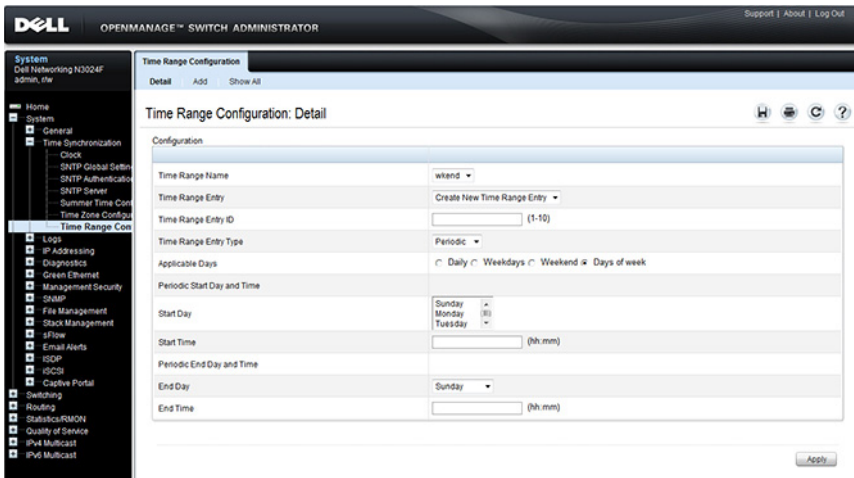 Support | About | Log Out
DELL OPENMANAGE™ SWITCH ADMINISTRATOR
System
Dell Networking N3024F
admin, r/w
Home
System
General
Time Synchronization
Clock
SNTP Global Settin
SNTP Authenticatio
SNTP Server
Summer Time Cont
Time Zone Configu
Time Range Con
Logs
IP Addressing
Diagnostics
Green Ethernet
Management Security
SNMP
File Management
Stack Management
sFlow
Email Alerts
ISDP
iSCSI
Captive Portal
Switching
Routing
Statistics/RMON
Quality of Service
IPv4 Multicast
IPv6 Multicast
Time Range Configuration
Detail Add Show All
Time Range Configuration: Detail
Configuration
Time Range Name wkend
Time Range Entry Create New Time Range Entry
Time Range Entry ID (1-10)
Time Range Entry Type Periodic
Applicable Days Daily Weekdays Weekend Days of week
Periodic Start Day and Time
Start Day Sunday
Monday
Tuesday
Start Time (hh:mm)
Periodic End Day and Time
End Day Sunday
End Time (hh:mm)
Apply